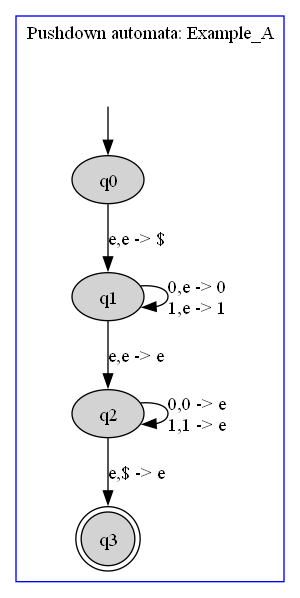 Pushdown automata: Example_A
q0
e,e -> $
q1
0,e -> 0
1,e -> 1
e,e -> e
q2
0,0 -> e
1,1 -> e
e,$ -> e
q3